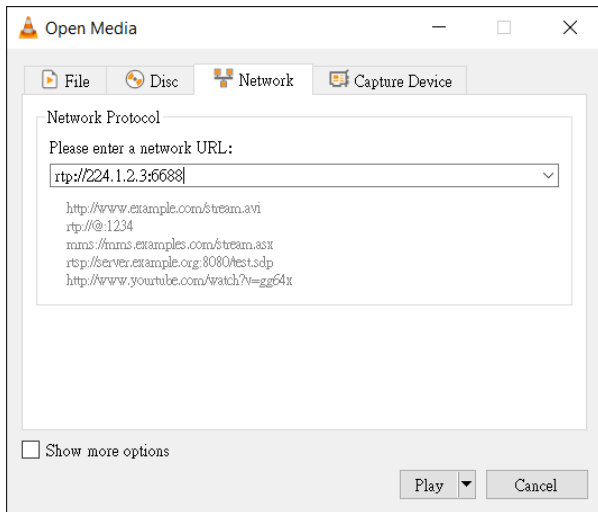 Open Media
File Disc Network Capture Device
Network Protocol
Please enter a network URL:
rtp://224.1.2.3:6688
http://www.example.com/stream.avi
rtp://@:1234
mms://mms.examples.com/stream.asx
rtsp://server.example.org:8080/test.sdp
http://www.yourtube.com/watch?v=gg64x
Show more options
Play Cancel